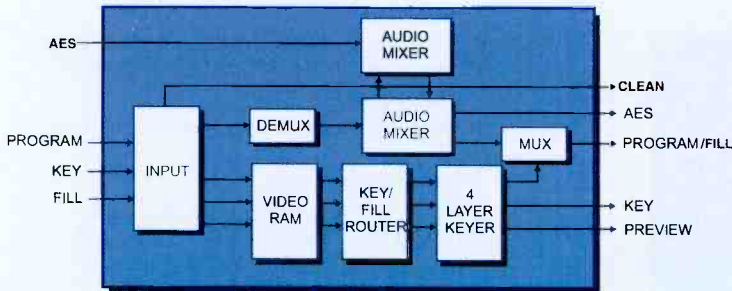 AUDIO
MIXER
AES
CLEAN
AUDIO
MIXER
AES
DEMUX
PROGRAM
MUX
PROGRAM/FILL
INPUT
KEY
FILL
VIDEO
RAM
KEY/
FILL
ROUTER
4
LAYER
KEYER
KEY
PREVIEW